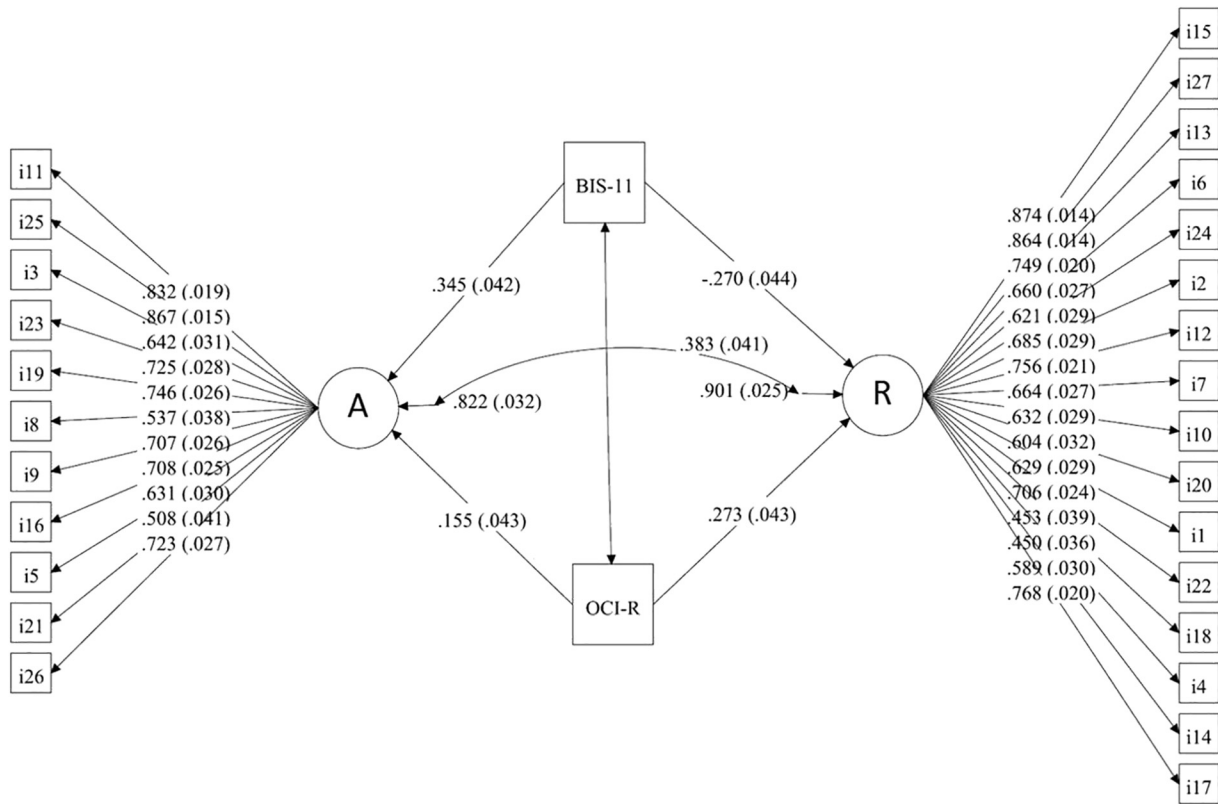 i11
i25
i3
i23
i19
i8
i9
i16
i5
i21
i26
.832 (.019)
.867 (.015)
.642 (.031)
.725 (.028)
.746 (.026)
.537 (.038)
.707 (.026)
.708 (.025)
.631 (.030)
.508 (.041)
.723 (.027)
A
BIS-11
.345 (.042)
-.270 (.044)
.383 (.041)
.822 (.032)
.901 (.025)
.155 (.043)
.273 (.043)
OCI-R
R
.874 (.014)
.864 (.014)
.749 (.020)
.660 (.027)
.621 (.029)
.685 (.029)
.756 (.021)
.664 (.027)
.632 (.029)
.604 (.032)
.629 (.029)
.706 (.024)
.453 (.039)
.450 (.036)
.589 (.030)
.768 (.020)
i15
i27
i13
i6
i24
i2
i12
i7
i10
i20
i1
i22
i18
i4
i14
i17